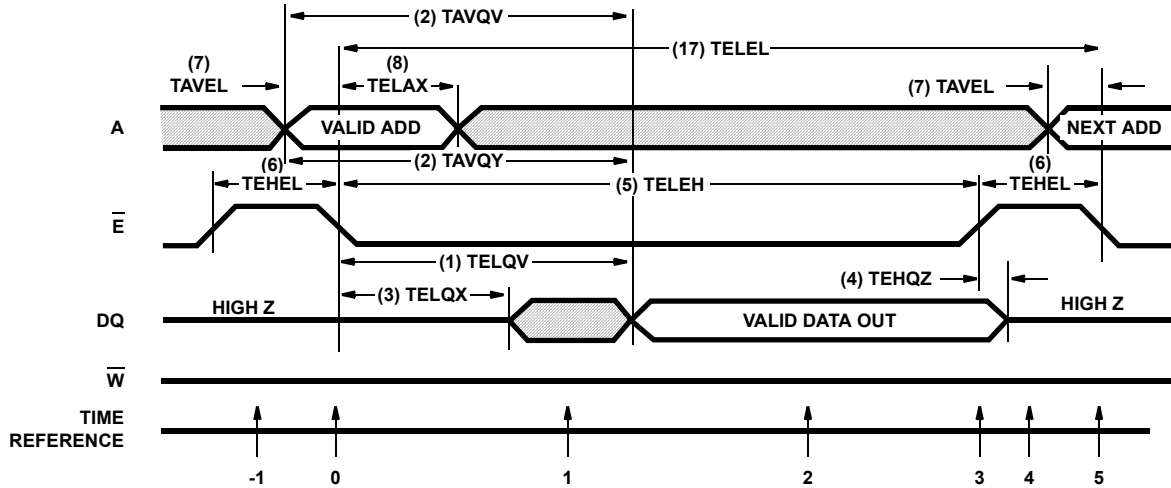 (2) TAVQV
(17) TELEL
(7)
TAVEL
(8)
TELAX
(7) TAVEL
A
VALID ADD
NEXT ADD
(2) TAVQY
(6)
TEHEL
(5) TELEH
(6)
TEHEL
E
(1) TELQV
(3) TELQX
(4) TEHQZ
HIGH Z
HIGH Z
DQ
VALID DATA OUT
W
TIME
REFERENCE
-1 0 1 2 3 4 5